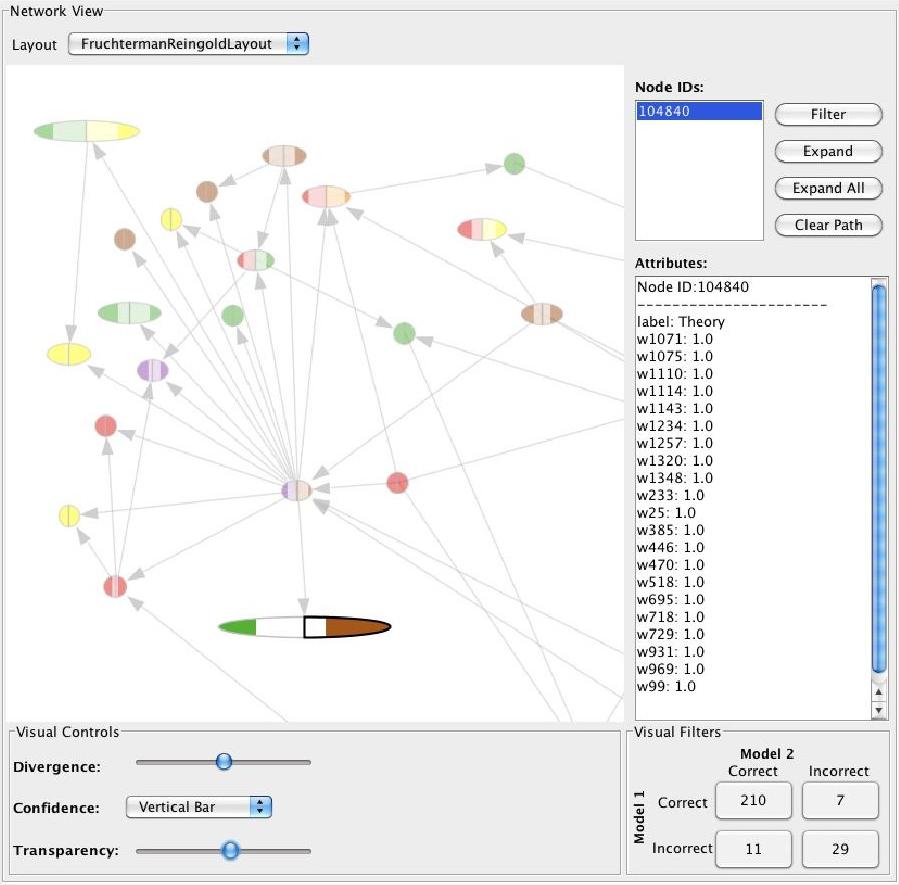 Network View
Layout FruchtermanReingoldLayout
Node IDs:
104840
Filter
Expand
Expand All
Clear Path
Attributes:
Node ID:104840
-----------------------
label: Theory
w1071: 1.0
w1075: 1.0
w1110: 1.0
w1114: 1.0
w1143: 1.0
w1234: 1.0
w1257: 1.0
w1320: 1.0
w1348: 1.0
w233: 1.0
w25: 1.0
w385: 1.0
w446: 1.0
w470: 1.0
w518: 1.0
w695: 1.0
w718: 1.0
w729: 1.0
w931: 1.0
w969: 1.0
w99: 1.0
Visual Controls
Divergence:
Confidence: Vertical Bar
Transparency:
Visual Filters
Model 2
Correct Incorrect
Model 1
Correct 210 7
Incorrect 11 29